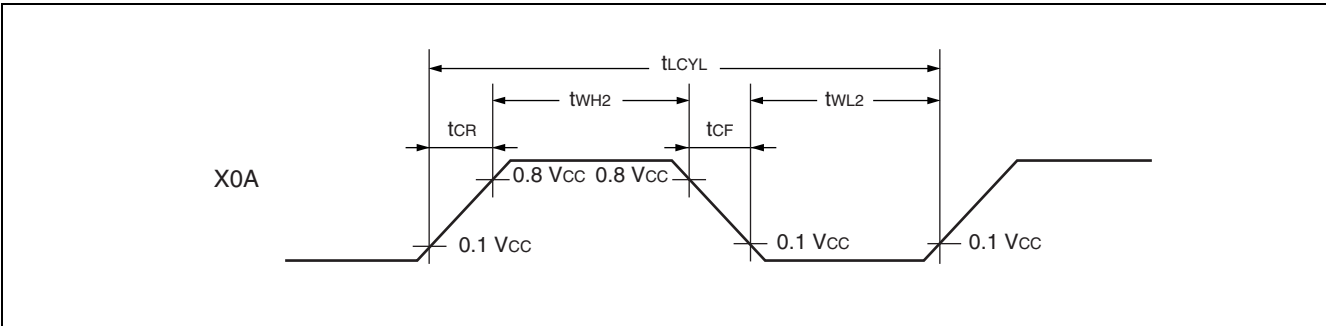 tLCYL
tWH2 tWL2
tCR tCF
X0A
0.8 VCC 0.8 VCC
0.1 VCC 0.1 VCC 0.1 VCC